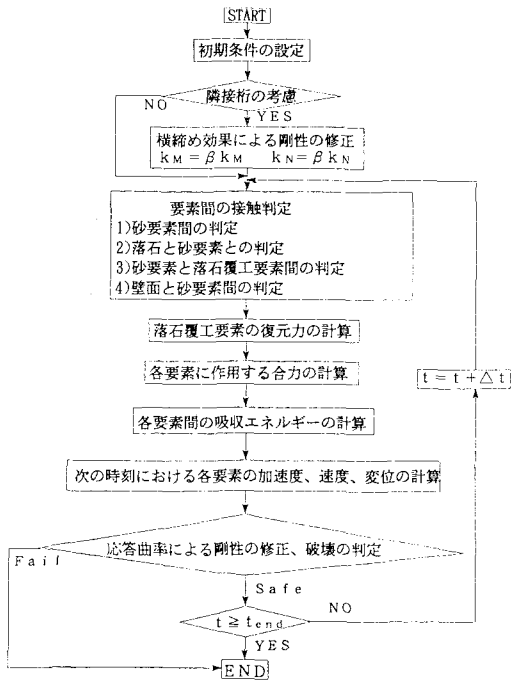 START
初期条件の設定
隣接桁の考慮
NO
YES
横締め効果による剛性の修正
kM=βkM kN=βkN
要素間の接触判定
1)砂要素間の判定
2)落石と砂要素との判定
3)砂要素と落石覆工要素間の判定
4)壁面と砂要素間の判定
落石覆工要素の復元力の計算
各要素に作用する合力の計算
t=t+△t
各要素間の吸収エネルギーの計算
次の時刻における各要素の加速度、速度、変位の計算
応答曲率による剛性の修正、破壊の判定
Fail
Safe
t≧tend
NO
YES
END